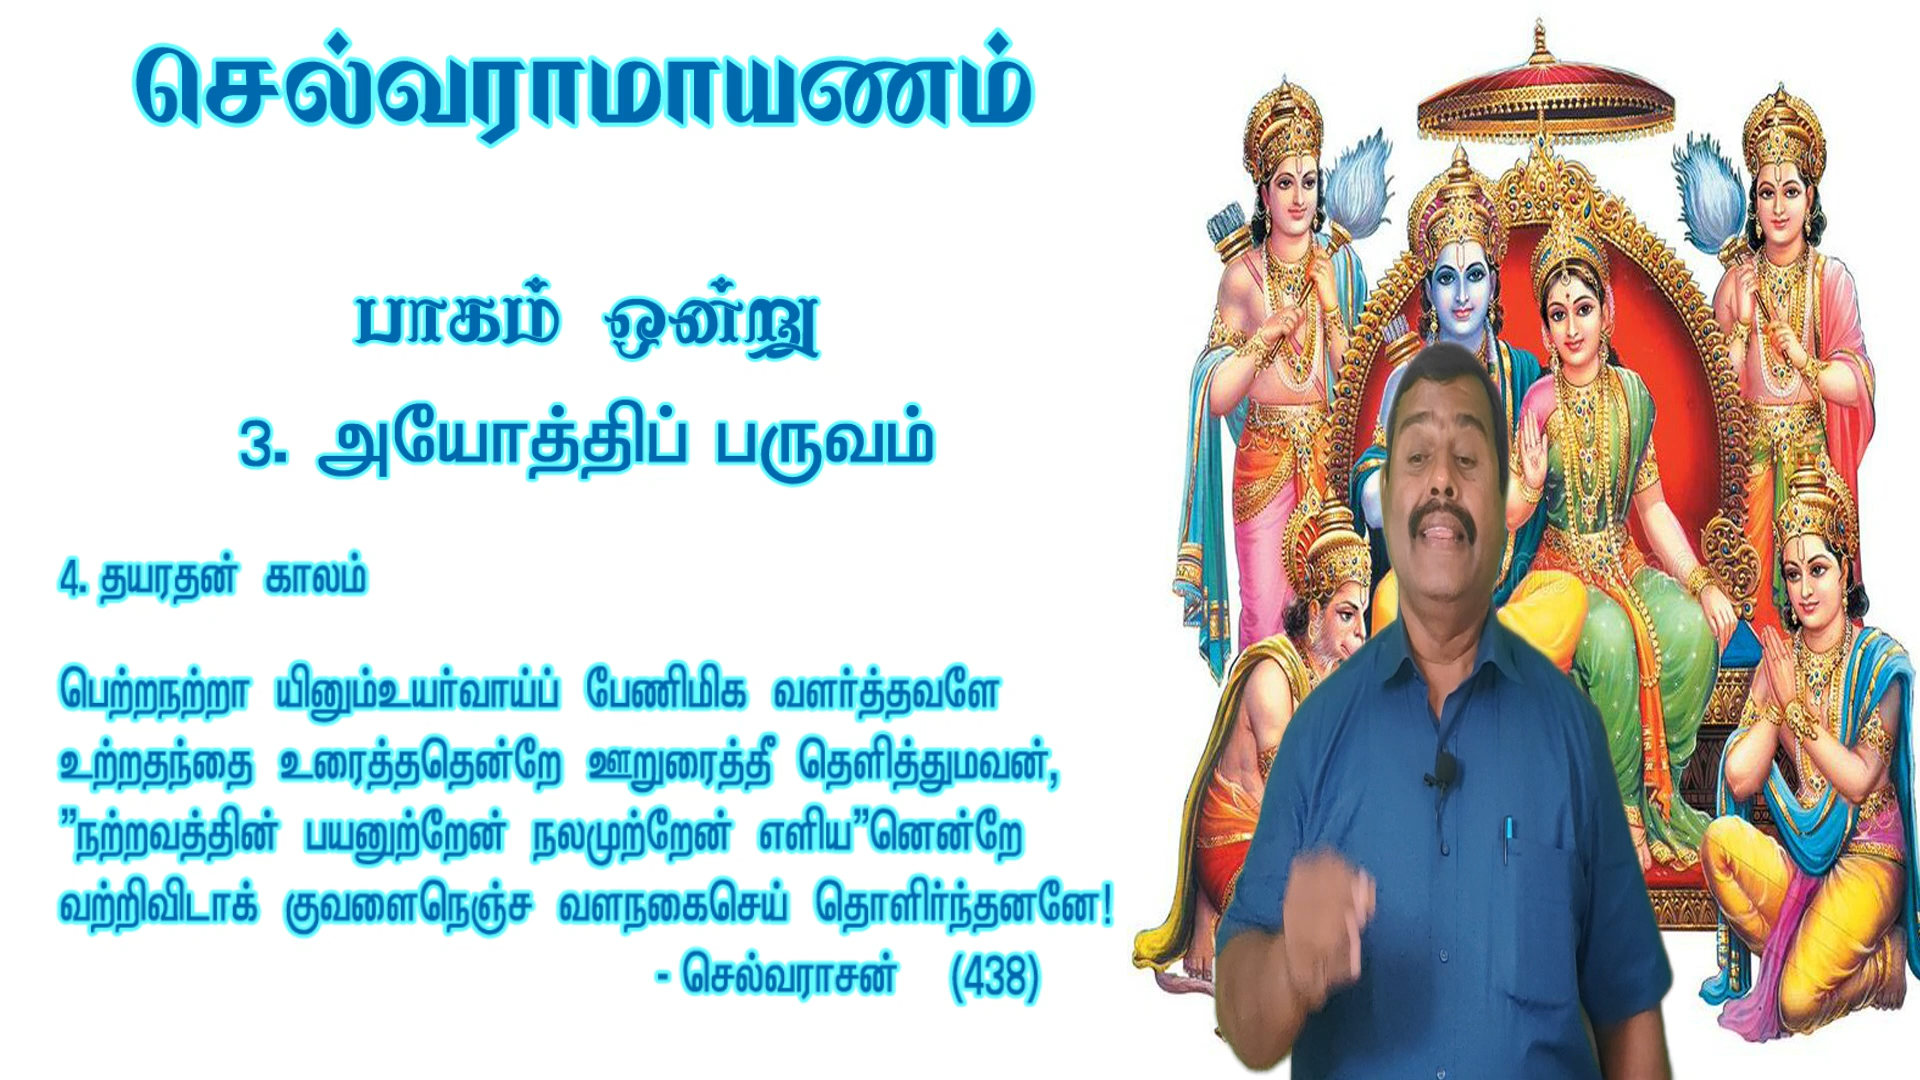 செல்வராமாயணம்
பாகம் ஒன்று
3. அயோத்திப் பருவம்
4. தயரதன் காலம்
பெற்றநற்றா யினும்உயர்வாய்ப் பேணிமிக வளர்த்தவளே
உற்றதந்தை உரைத்ததென்றே ஊறுரைத்தீ தெளித்துமவன்,
”நற்றவத்தின் பயனுற்றேன் நலமுற்றேன் எளிய”னென்றே
வற்றிவிடாக் குவளைநெஞ்ச வளநகைசெய் தொளிர்ந்தனனே!
- செல்வராசன் (438)